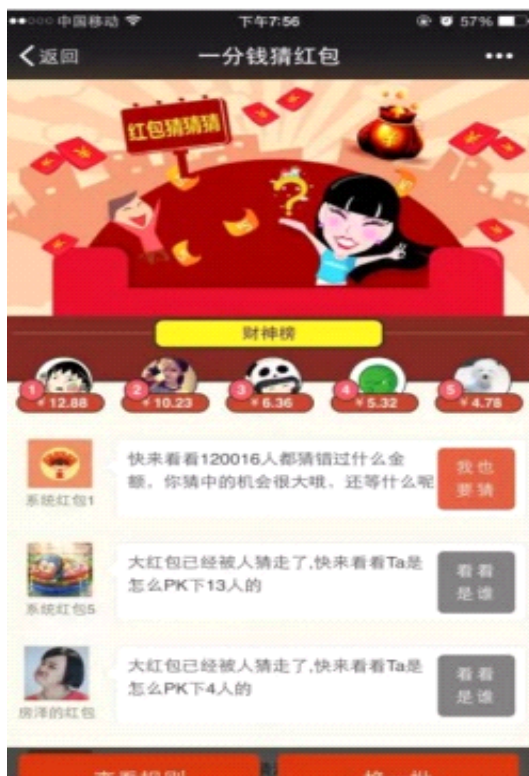 中国移动 下午7:56 57%
返回 一分钱猜红包
红包猜猜猜
财神榜
1 2 3 4 5
¥12.88 ¥10.23 ¥6.36 ¥5.32 ¥4.78
快来看看120016人都猜错过什么金
额。你猜中的机会很大哦。还等什么呢
我也
要猜
系统红包1
大红包已经被人猜走了,快来看看Ta是
怎么PK下13人的
看看
是谁
系统红包5
大红包已经被人猜走了,快来看看Ta是
怎么PK下4人的
看看
是谁
房泽的红包